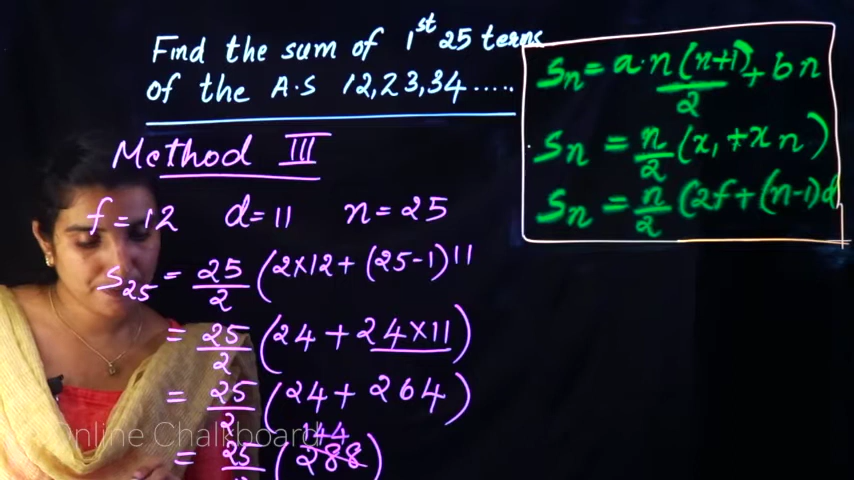 Find the sum of 1st 25 terms
of the A.S 12,23,34.....
Sn = a.n(n+1)/2 + bn
Sn = n/2 (x1 + xn)
Sn = n/2 (2f + (n-1)d
Method III
f = 12 d = 11 n = 25
S25 = 25/2 (2×12 + (25-1)11
= 25/2 (24 + 24×11)
= 25/2 (24 + 264)
144
= 25/2 (288)
Online Chalkboard